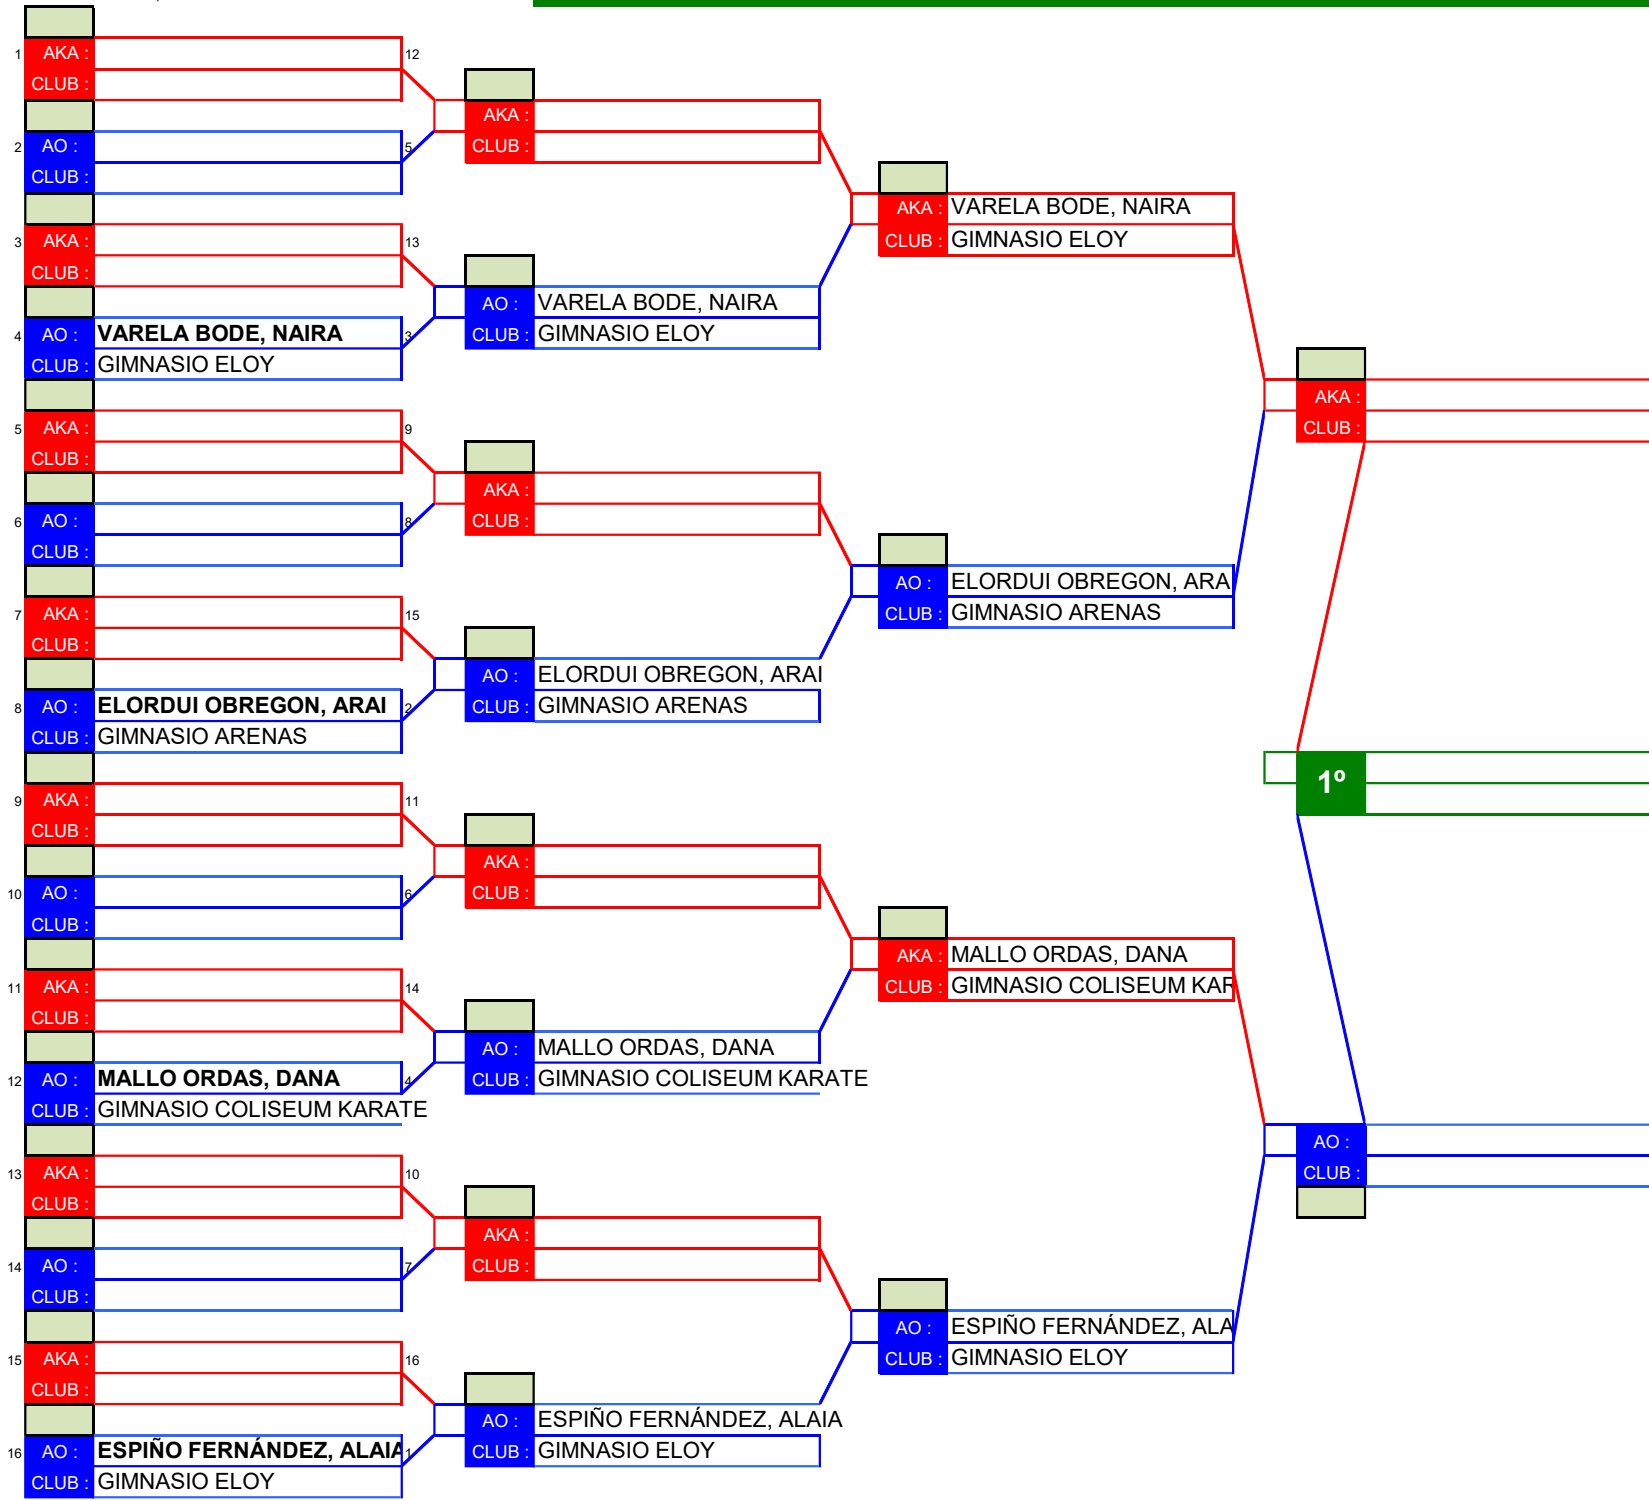 1 AKA : 12
CLUB :
2 AO : 5
CLUB :
3 AKA : 13
CLUB :
4 AO : VARELA BODE, NAIRA 3
CLUB : GIMNASIO ELOY
5 AKA : 9
CLUB :
6 AO : 8
CLUB :
7 AKA : 15
CLUB :
8 AO : ELORDUI OBREGON, ARAI 2
CLUB : GIMNASIO ARENAS
9 AKA : 11
CLUB :
10 AO : 6
CLUB :
11 AKA : 14
CLUB :
12 AO : MALLO ORDAS, DANA 4
CLUB : GIMNASIO COLISEUM KARATE
13 AKA : 10
CLUB :
14 AO : 7
CLUB :
15 AKA : 16
CLUB :
16 AO : ESPIÑO FERNÁNDEZ, ALAIA 1
CLUB : GIMNASIO ELOY
AKA :
CLUB :
AO : VARELA BODE, NAIRA
CLUB : GIMNASIO ELOY
AKA :
CLUB :
AO : ELORDUI OBREGON, ARAI
CLUB : GIMNASIO ARENAS
AKA :
CLUB :
AO : MALLO ORDAS, DANA
CLUB : GIMNASIO COLISEUM KARATE
AKA :
CLUB :
AO : ESPIÑO FERNÁNDEZ, ALAIA
CLUB : GIMNASIO ELOY
AKA : VARELA BODE, NAIRA
CLUB : GIMNASIO ELOY
AO : ELORDUI OBREGON, ARA
CLUB : GIMNASIO ARENAS
AKA : MALLO ORDAS, DANA
CLUB : GIMNASIO COLISEUM KAR
AO : ESPIÑO FERNÁNDEZ, ALA
CLUB : GIMNASIO ELOY
AKA :
CLUB :
1º
AO :
CLUB :